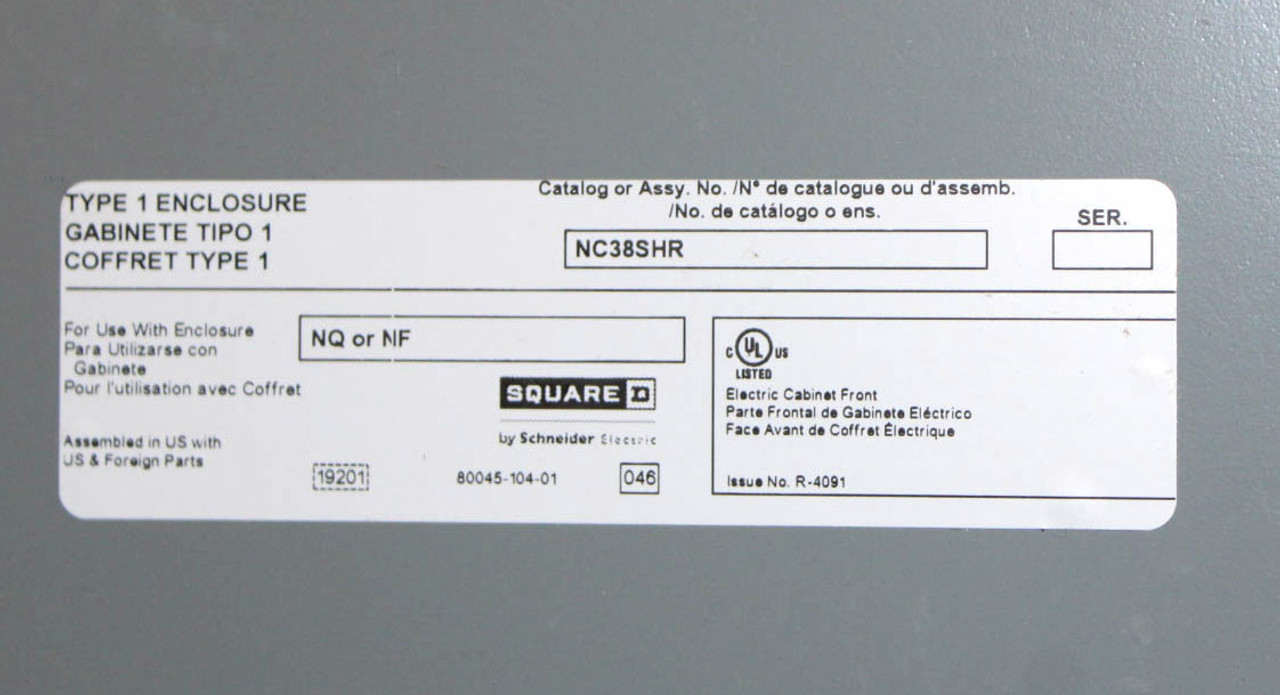 TYPE 1 ENCLOSURE
GABINETE TIPO 1
COFFRET TYPE 1
Catalog or Assy. No. /N° de catalogue ou d'assemb.
/No. de catálogo o ens.
NC38SHR
SER.
For Use With Enclosure
Para Utilizarse con
Gabinete
Pour l'utilisation avec Coffret
NQ or NF
SQUARE D
by Schneider Electric
Assembled in US with
US & Foreign Parts
19201
80045-104-01
046
C UL US
LISTED
Electric Cabinet Front
Parte Frontal de Gabinete Eléctrico
Face Avant de Coffret Électrique
Issue No. R-4091